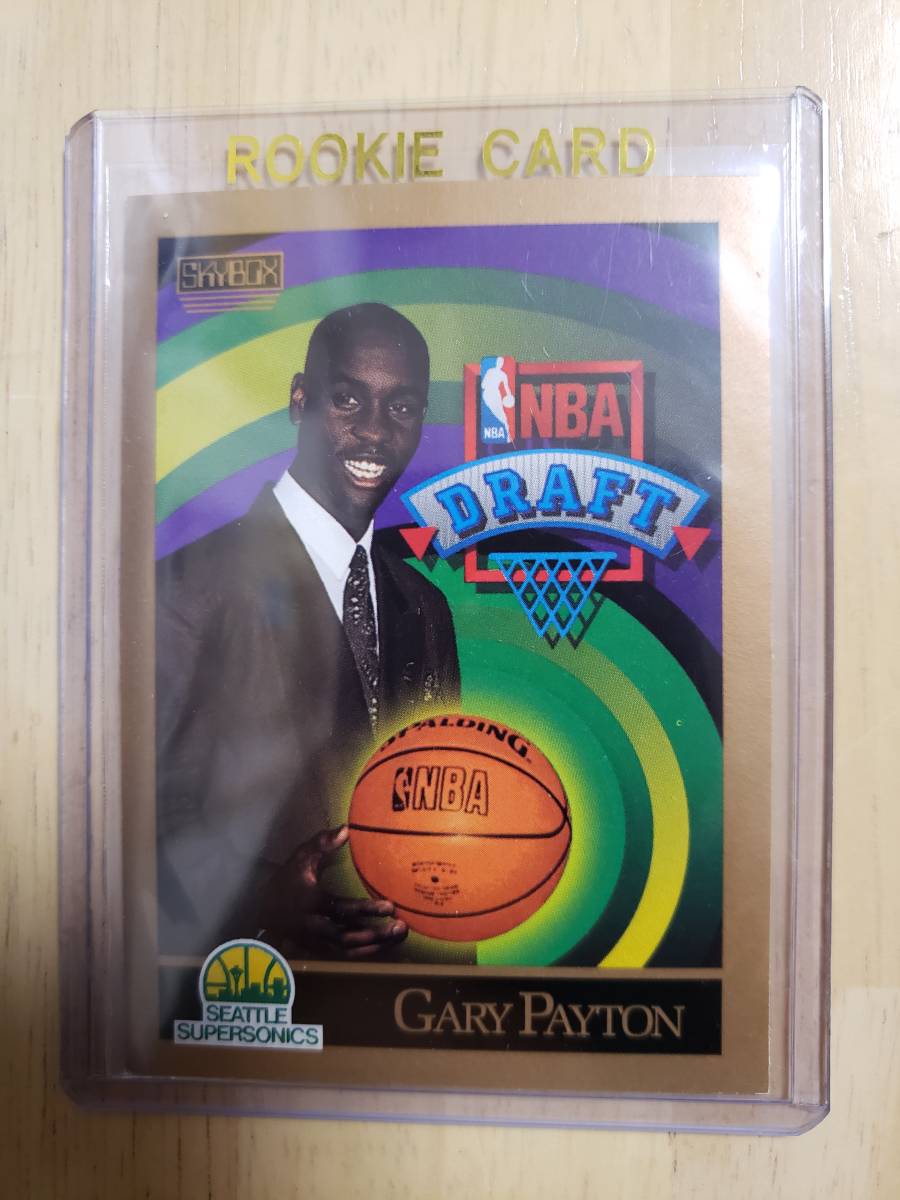 ROOKIE CARD
SKYBOX
NBA
NBA
DRAFT
SPALDING
NBA
SEATTLE
SUPERSONICS
GARY PAYTON